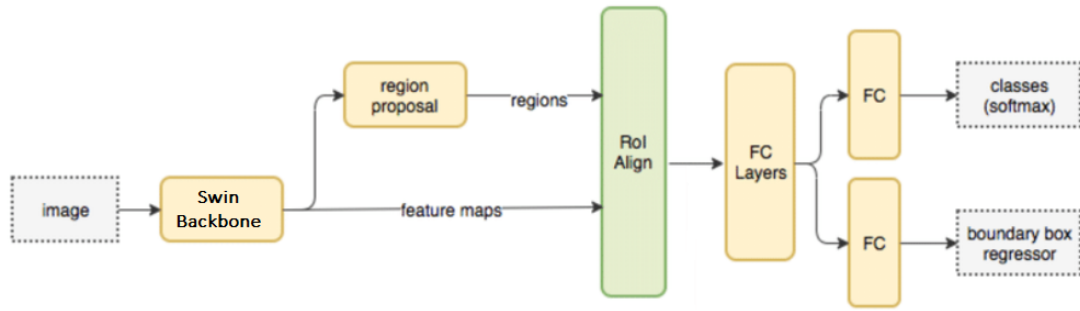 image
Swin
Backbone
region
proposal
regions
feature maps
RoI
Align
FC
Layers
FC
classes
(softmax)
FC
boundary box
regressor